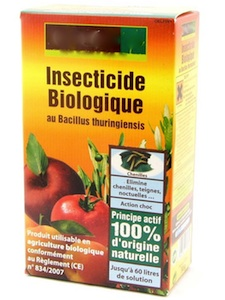 Insecticide
Biologique
au Bacillus thuringiensis
Chenilles
Elimine
chenilles, teignes,
noctuelles ...
Action choc
Principe actif
100%
d'origine
naturelle
Jusqu'à 60 litres
de solution
Produit utilisable en
agriculture biologique
conformément
au Règlement (CE)
n° 834/2007